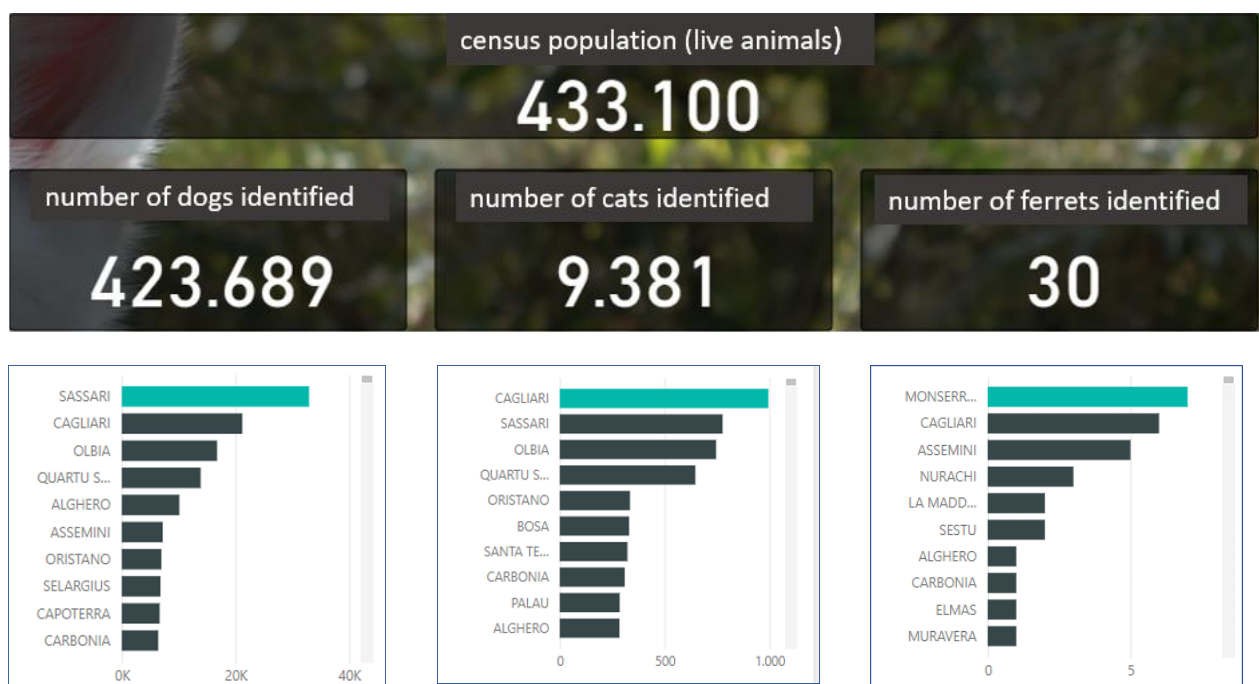 census population (live animals)
433.100
number of dogs identified
423.689
number of cats identified
9.381
number of ferrets identified
30
SASSARI
CAGLIARI
OLBIA
QUARTU S...
ALGHERO
ASSEMINI
ORISTANO
SELARGIUS
CAPOTERRA
CARBONIA
0K 20K 40K
CAGLIARI
SASSARI
OLBIA
QUARTU S...
ORISTANO
BOSA
SANTA TE...
CARBONIA
PALAU
ALGHERO
0 500 1.000
MONSERR...
CAGLIARI
ASSEMINI
NURACHI
LA MADD...
SESTU
ALGHERO
CARBONIA
ELMAS
MURAVERA
0 5